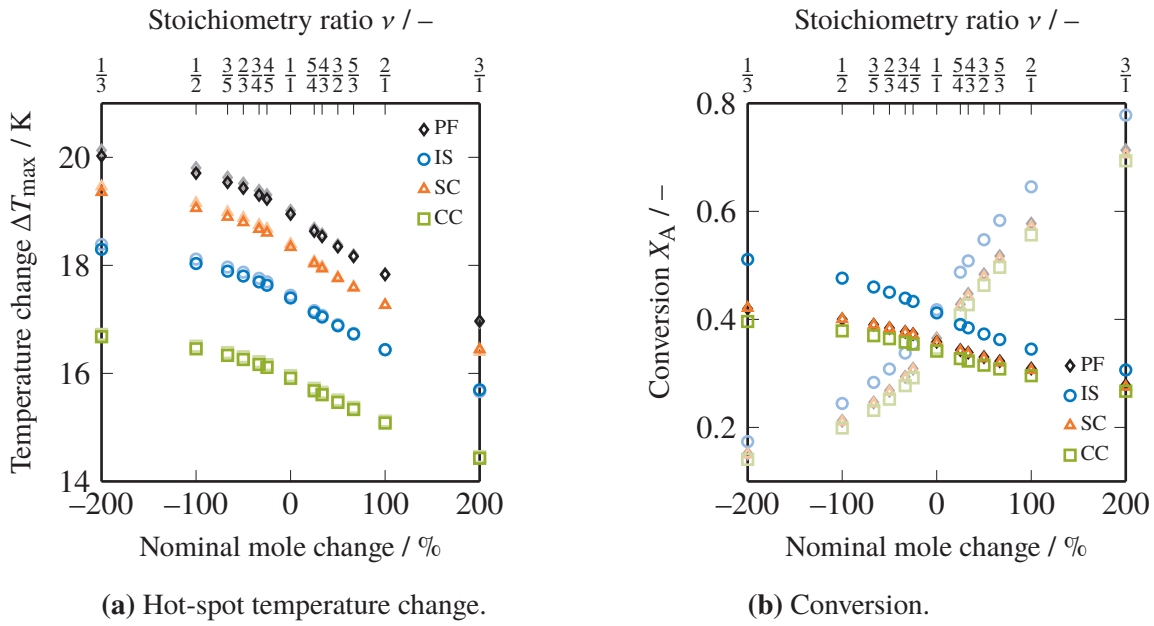 Stoichiometry ratio ν / –
1/3 1/2 3/5 2/3 3/4 4/5 1/1 5/4 4/3 3/2 5/3 2/1 3/1
Temperature change ΔTmax / K
20
18
16
14
PF
IS
SC
CC
−200 −100 0 100 200
Nominal mole change / %
(a) Hot-spot temperature change.
Stoichiometry ratio ν / –
1/3 1/2 3/5 2/3 3/4 4/5 1/1 5/4 4/3 3/2 5/3 2/1 3/1
Conversion XA / –
0.8
0.6
0.4
0.2
PF
IS
SC
CC
−200 −100 0 100 200
Nominal mole change / %
(b) Conversion.